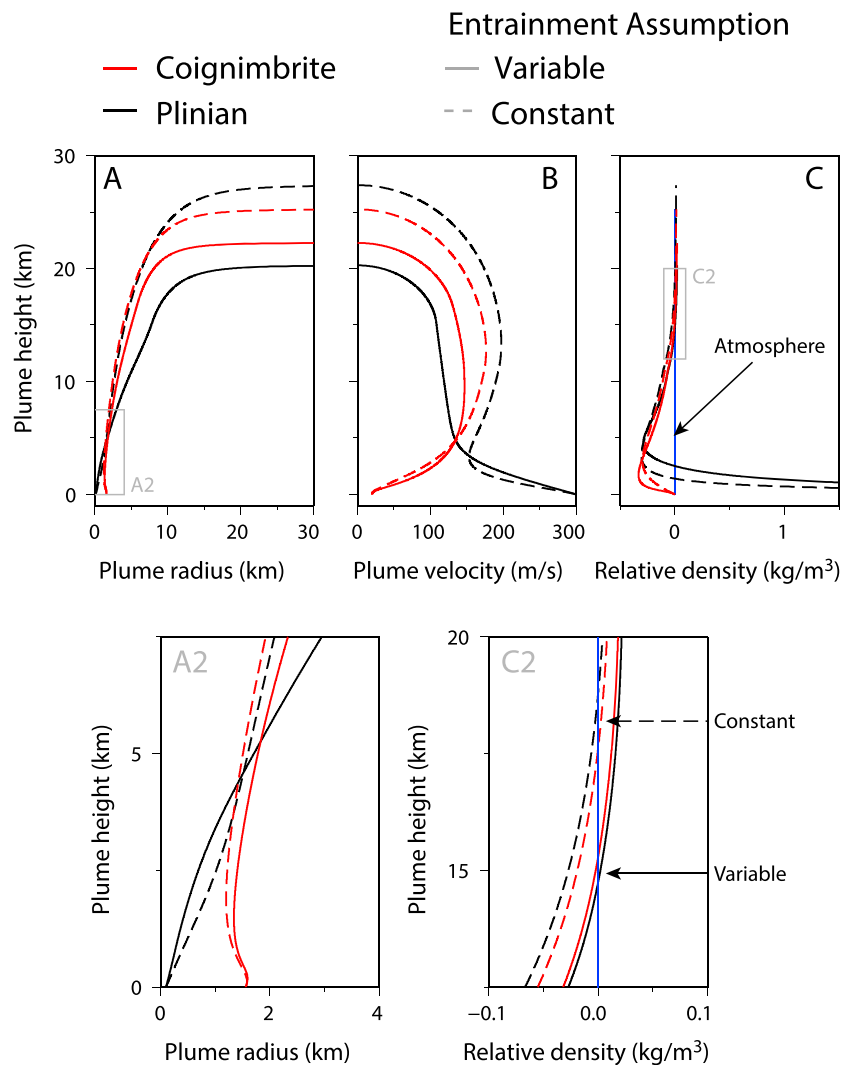 Entrainment Assumption
Coignimbrite
Variable
Plinian
Constant
30
20
10
0
Plume height (km)
A
A2
0
10
20
30
Plume radius (km)
B
0
100
200
300
Plume velocity (m/s)
C
C2
Atmosphere
0
1
Relative density (kg/m³)
A2
5
0
Plume height (km)
0
2
4
Plume radius (km)
C2
20
15
Plume height (km)
Constant
Variable
−0.1
0.0
0.1
Relative density (kg/m³)